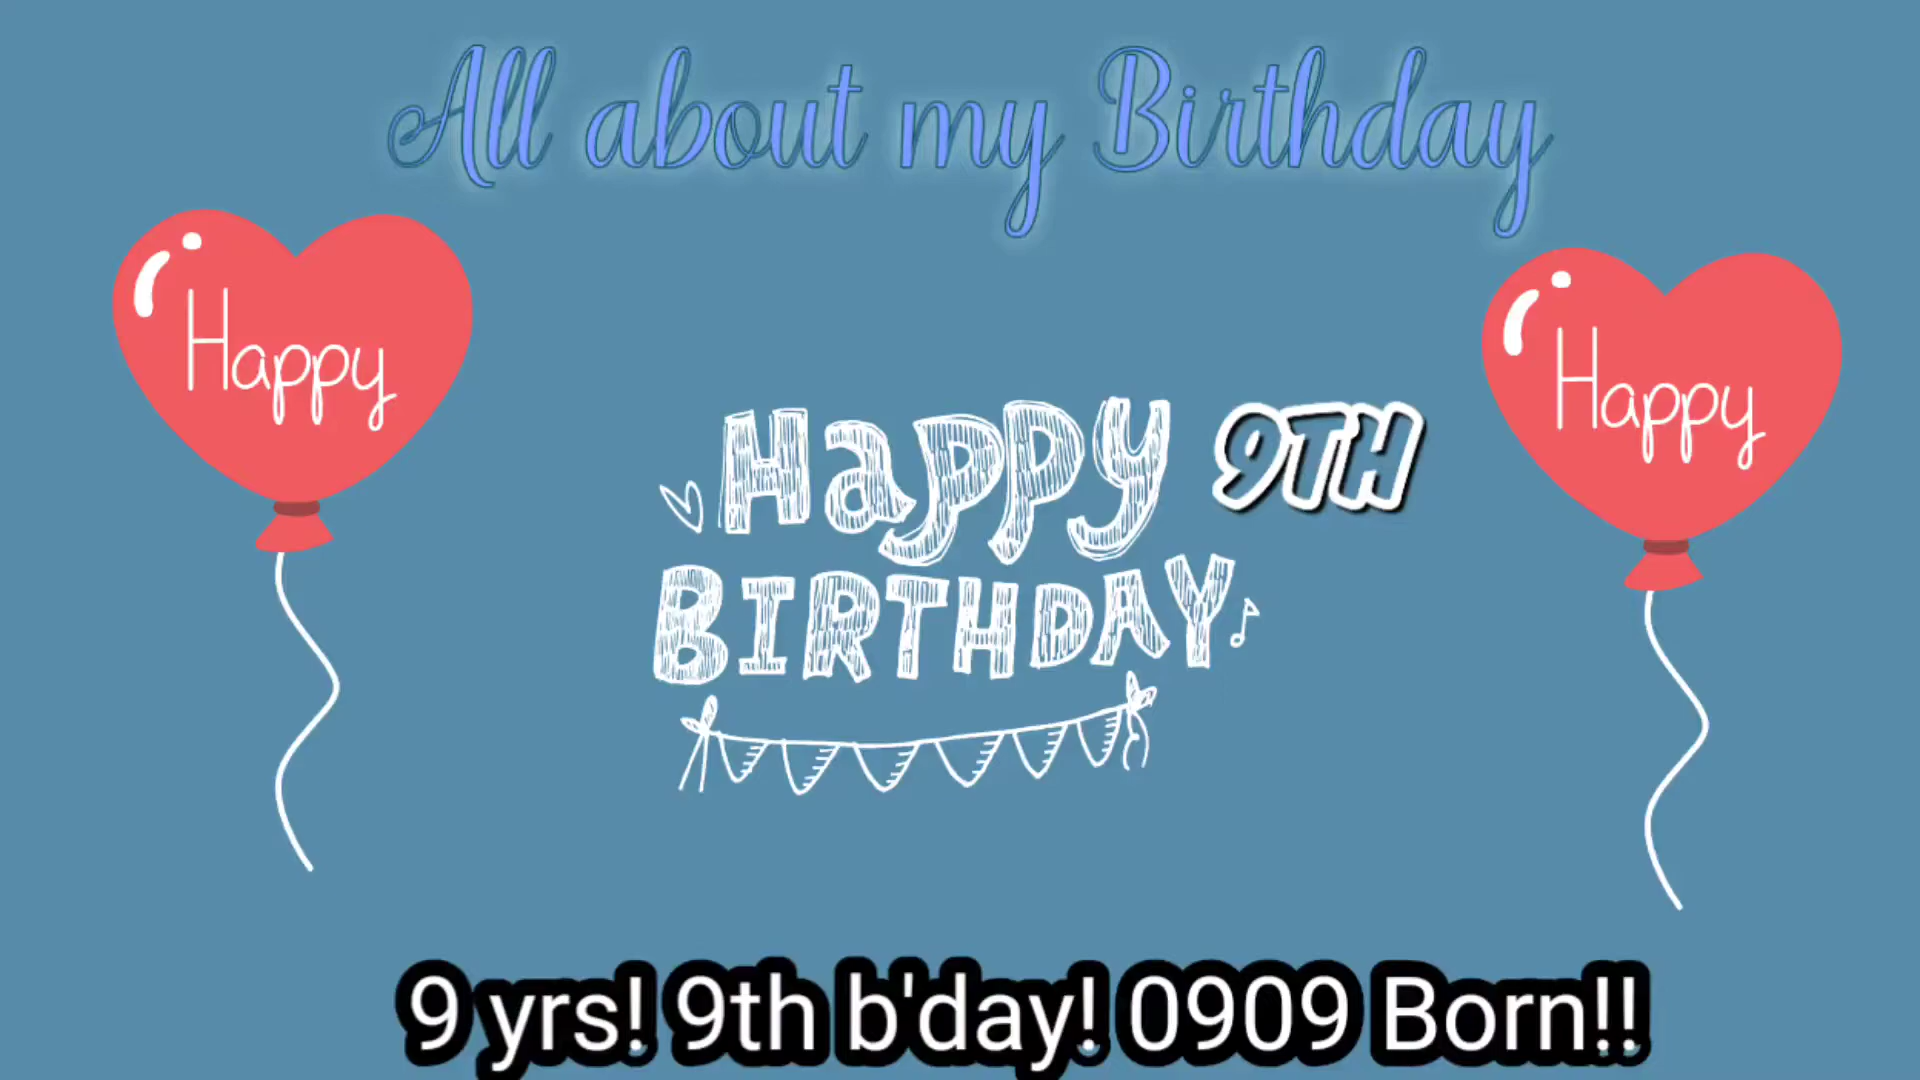 All about my Birthday
Happy
Happy
Happy 9TH
BIRTHDAY
9 yrs! 9th b'day! 0909 Born!!